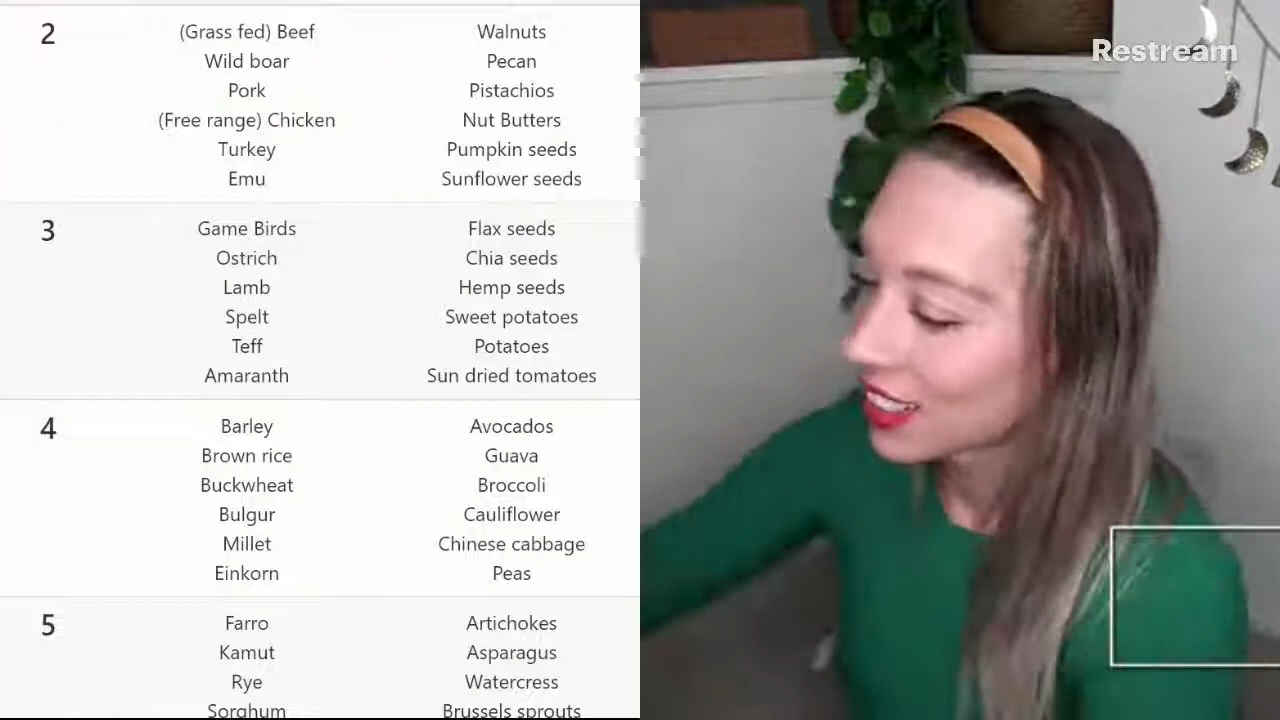 2
(Grass fed) Beef
Walnuts
Wild boar
Pecan
Pork
Pistachios
(Free range) Chicken
Nut Butters
Turkey
Pumpkin seeds
Emu
Sunflower seeds
3
Game Birds
Flax seeds
Ostrich
Chia seeds
Lamb
Hemp seeds
Spelt
Sweet potatoes
Teff
Potatoes
Amaranth
Sun dried tomatoes
4
Barley
Avocados
Brown rice
Guava
Buckwheat
Broccoli
Bulgur
Cauliflower
Millet
Chinese cabbage
Einkorn
Peas
5
Farro
Artichokes
Kamut
Asparagus
Rye
Watercress
Sorghum
Brussels sprouts
Restream